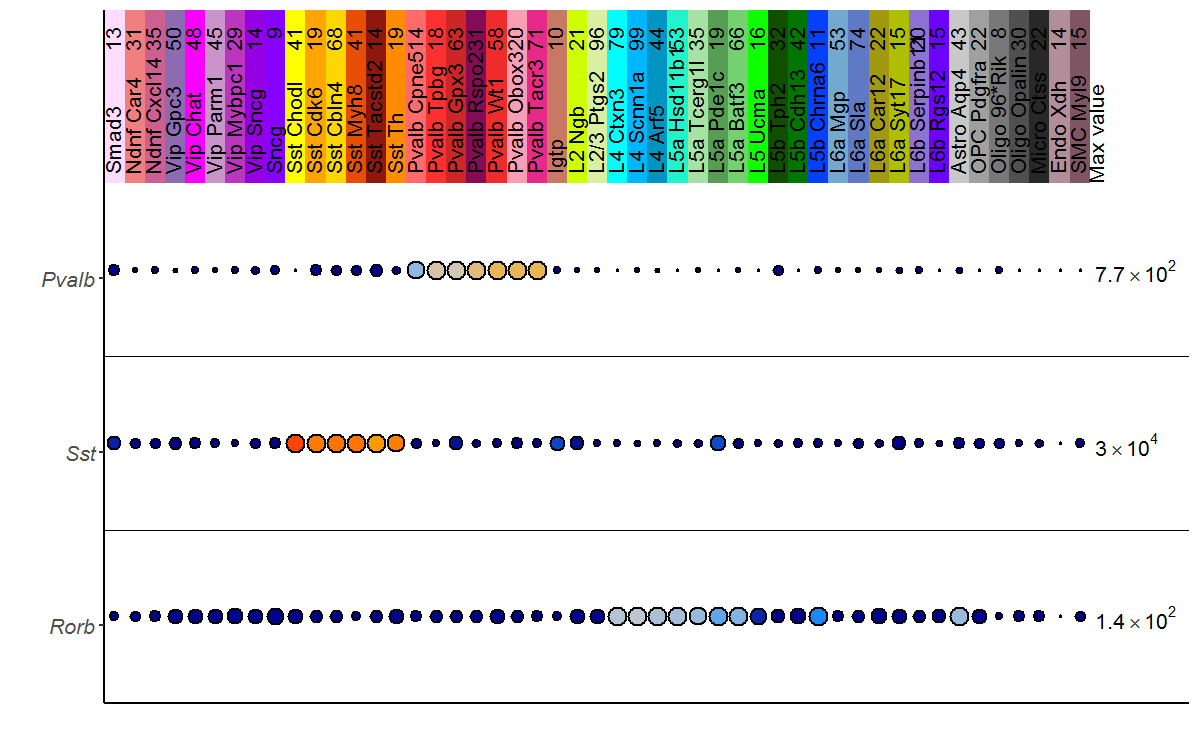 Smad3 13
Ndnf Car4 31
Ndnf Cxcl14 35
Vip Gpc3 50
Vip Chat 48
Vip Parm1 45
Vip Mybpc1 29
Vip Sncg 14
Sncg 9
Sst Chodl 41
Sst Cdk6 19
Sst Cbln4 68
Sst Myh8 41
Sst Tacstd2
Sst Th 19
Pvalb Cpne5 14
Pvalb Tpbg 18
Pvalb Gpx3 63
Pvalb Rspo2 31
Pvalb Wt1 58
Pvalb Obox3 20
Pvalb Tacr3 71
Igtp 10
L2 Ngb 21
L2/3 Ptgs2 96
L4 Ctxn3 79
L4 Scnn1a 99
L4 Arf5 44
L5a Hsd11b1 53
L5a Tcerg1l 35
L5a Pde1c 19
L5a Batf3 66
L5 Ucma 16
L5b Tph2 32
L5b Cdh13 42
L5b Chrna6 11
L6a Mgp 53
L6a Sla 74
L6a Car12 22
L6a Syt17 15
L6b Serpinb11 20
L6b Rgs12 15
Astro Aqp4 43
OPC Pdgfra 22
Oligo 96*Rik 8
Oligo Opalin 30
Micro Ctss 22
Endo Xdh 14
SMC Myl9 15
Max value
Pvalb 7.7 × 10²
Sst 3 × 10⁴
Rorb 1.4 × 10²